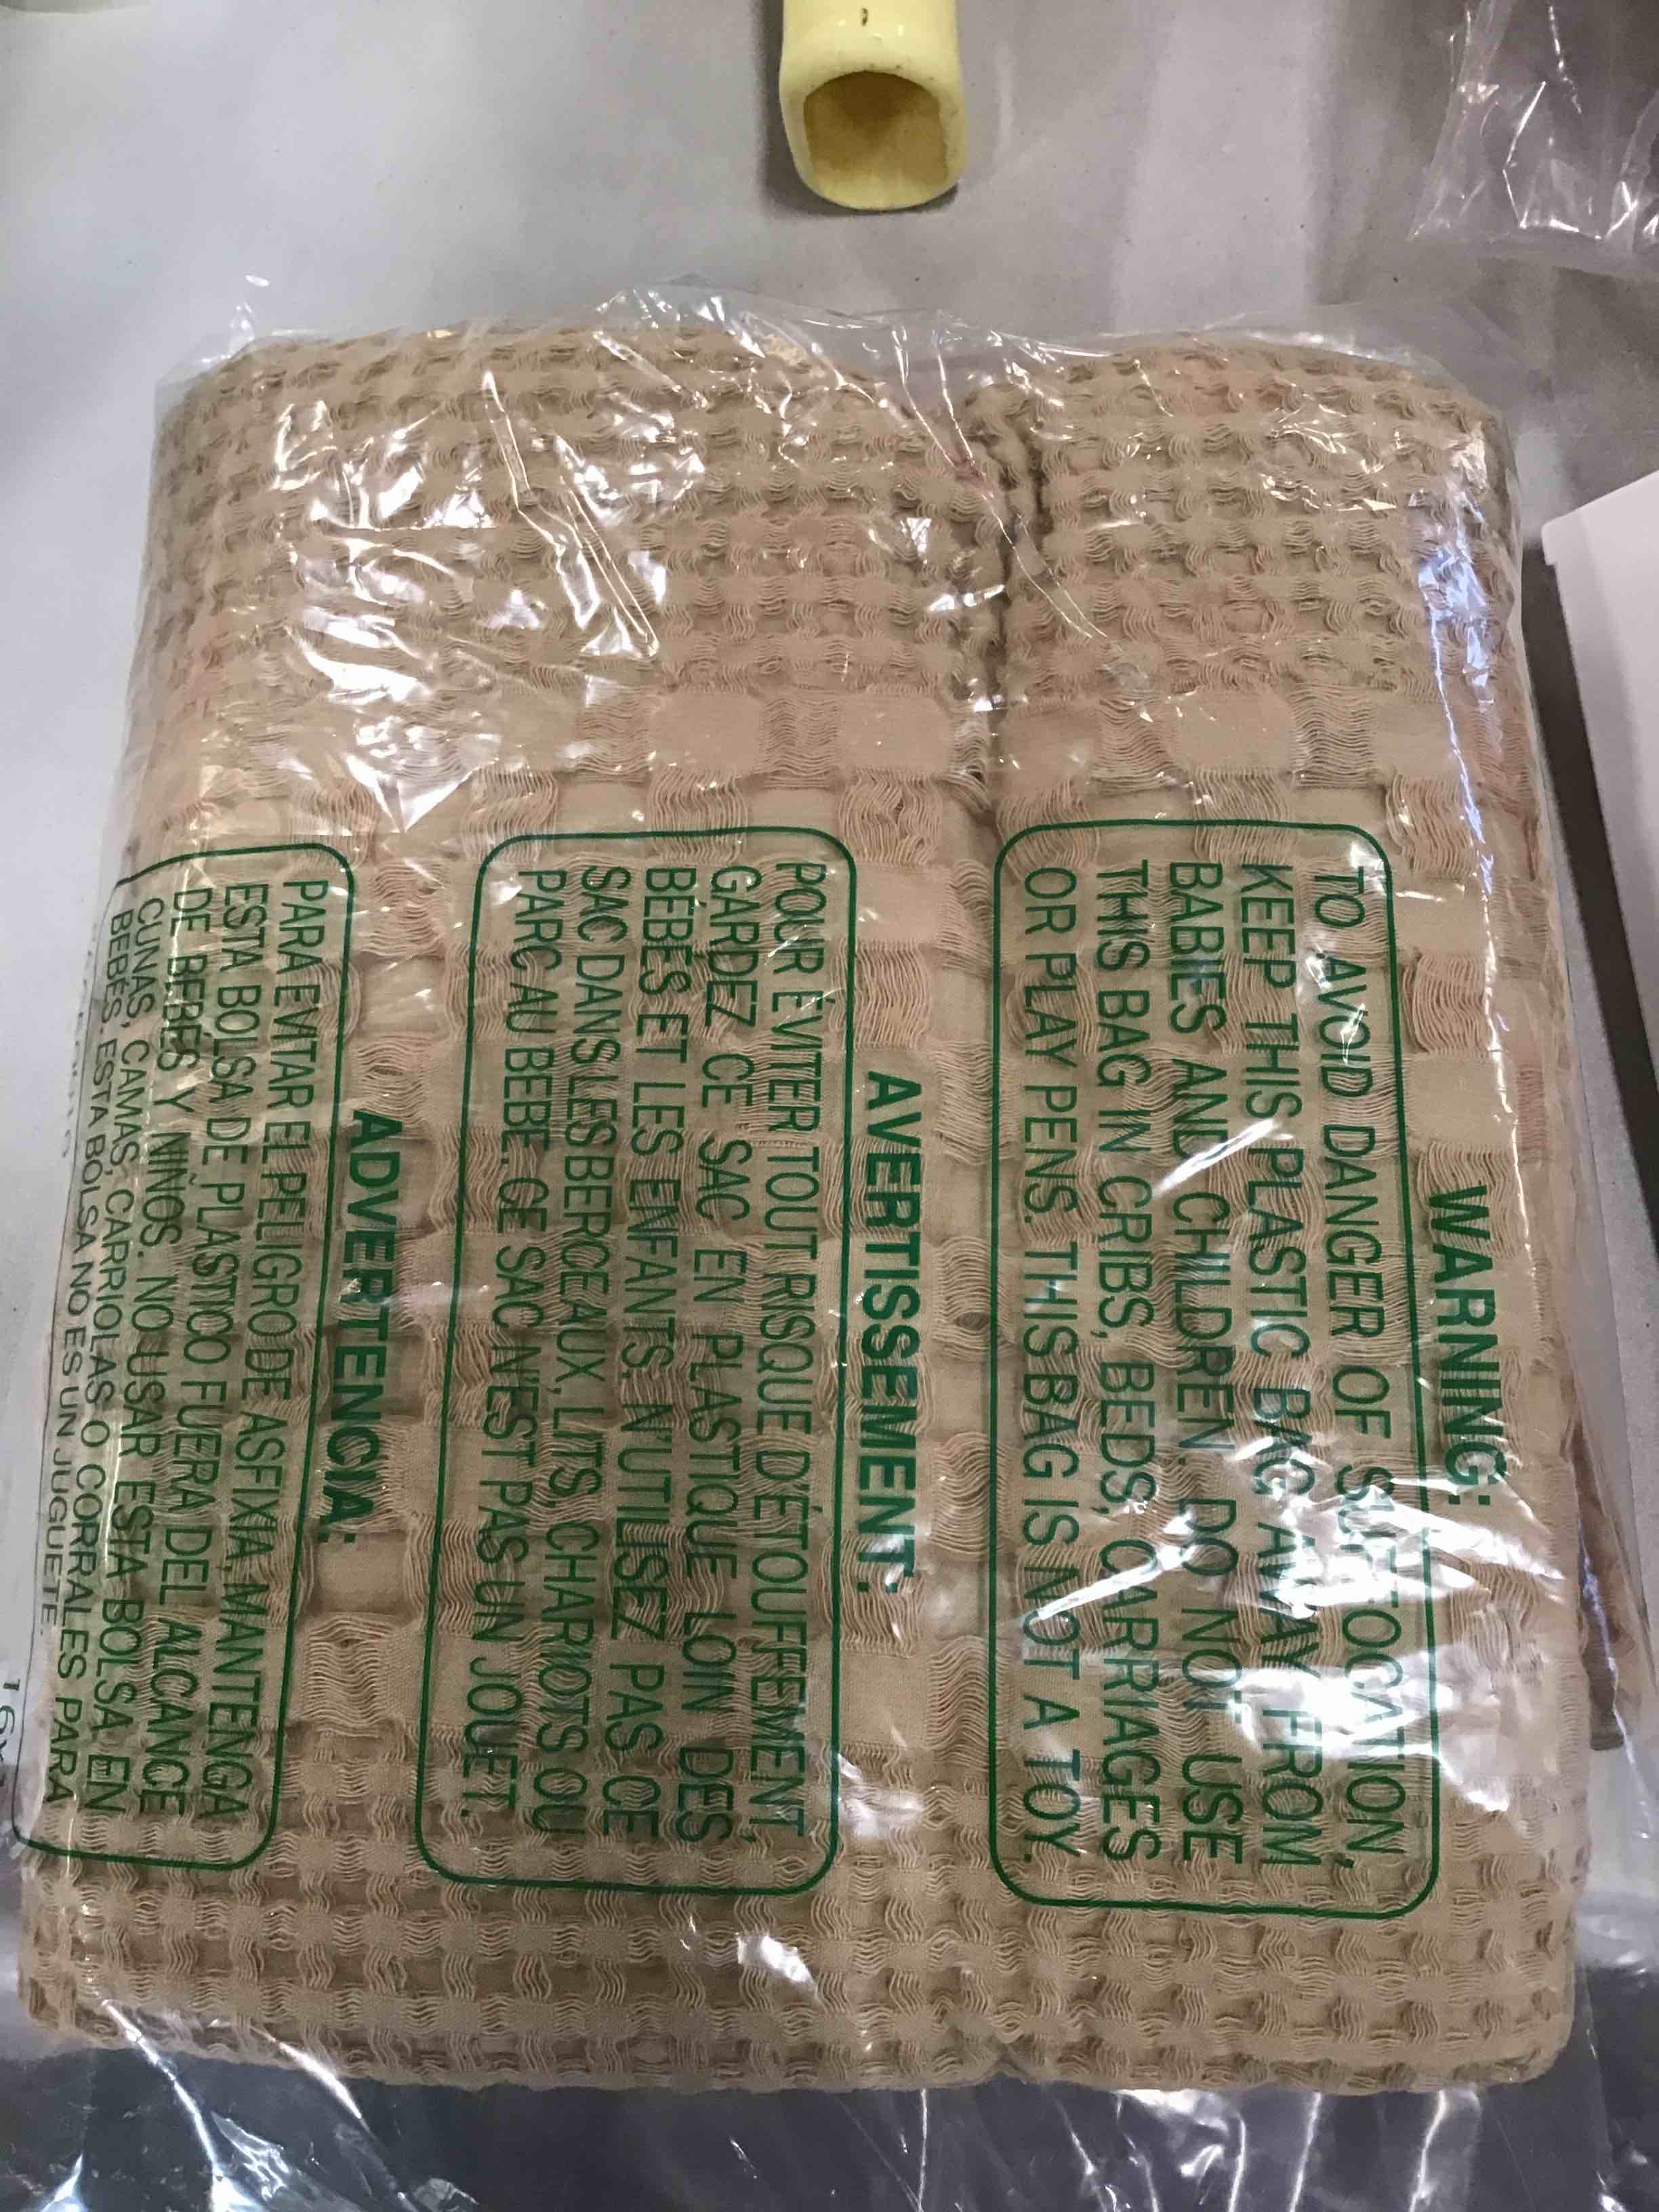 WARNING:
TO AVOID DANGER OF SUFFOCATION,
KEEP THIS PLASTIC BAG AWAY FROM
BABIES AND CHILDREN. DO NOT USE
THIS BAG IN CRIBS, BEDS, CARRIAGES
OR PLAY PENS. THIS BAG IS NOT A TOY.
AVERTISSEMENT:
POUR ÉVITER TOUT RISQUE D'ÉTOUFFEMENT,
GARDEZ CE SAC EN PLASTIQUE LOIN DES
BÉBÉS ET LES ENFANTS. N'UTILISEZ PAS CE
SAC DANS LES BERCEAUX, LITS, CHARIOTS OU
PARC AU BEBE. CE SAC N'EST PAS UN JOUET.
ADVERTENCIA:
PARA EVITAR EL PELIGRO DE ASFIXIA, MANTENGA
ESTA BOLSA DE PLASTICO FUERA DEL ALCANCE
DE BEBÉS Y NIÑOS. NO USAR ESTA BOLSA EN
CUNAS, CAMAS, CARRIOLAS O CORRALES PARA
BEBÉS. ESTA BOLSA NO ES UN JUGUETE.